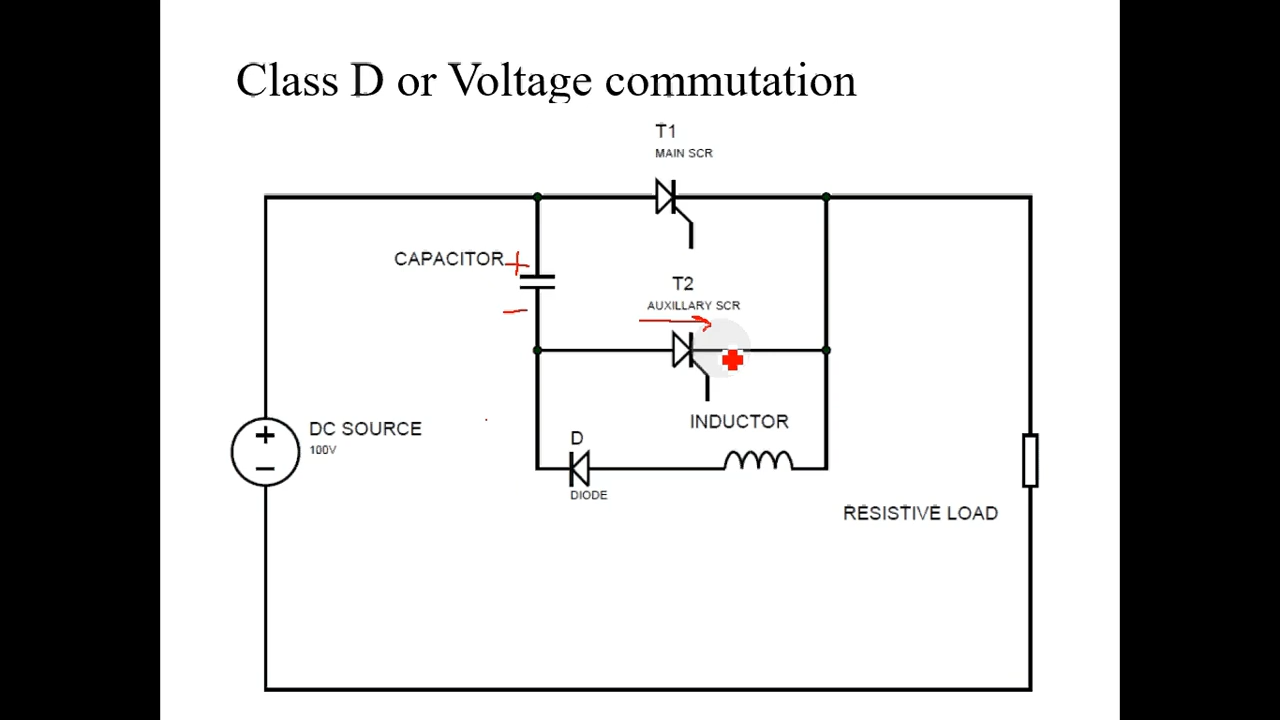 Class D or Voltage commutation
T1
MAIN SCR
CAPACITOR
+
−
T2
AUXILLARY SCR
DC SOURCE
100V
+
−
INDUCTOR
D
DIODE
RESISTIVE LOAD